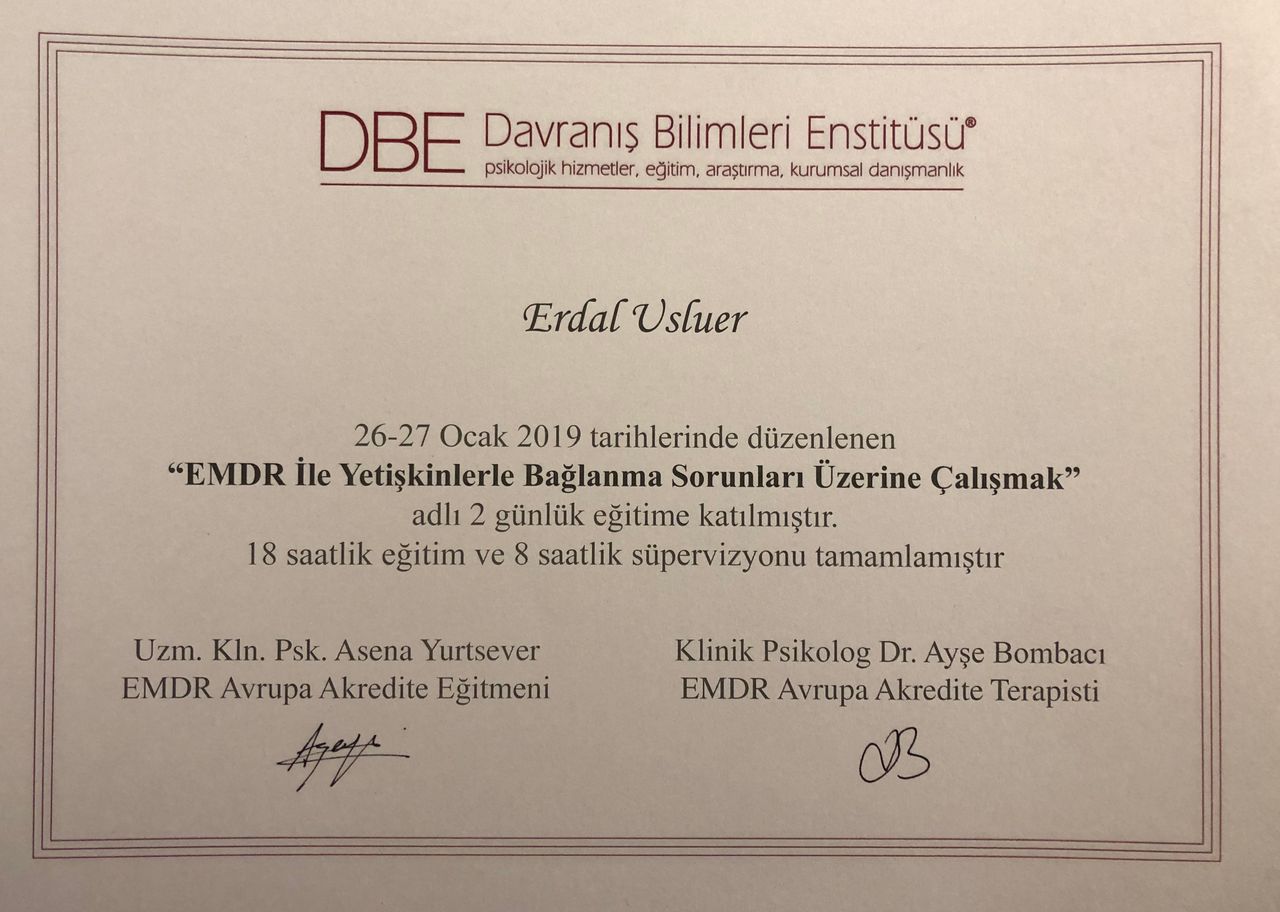 DBE Davranış Bilimleri Enstitüsü®
psikolojik hizmetler, eğitim, araştırma, kurumsal danışmanlık
Erdal Usluer
26-27 Ocak 2019 tarihlerinde düzenlenen
“EMDR İle Yetişkinlerle Bağlanma Sorunları Üzerine Çalışmak”
adlı 2 günlük eğitime katılmıştır.
18 saatlik eğitim ve 8 saatlik süpervizyonu tamamlamıştır
Uzm. Kln. Psk. Asena Yurtsever
EMDR Avrupa Akredite Eğitmeni
Klinik Psikolog Dr. Ayşe Bombacı
EMDR Avrupa Akredite Terapisti